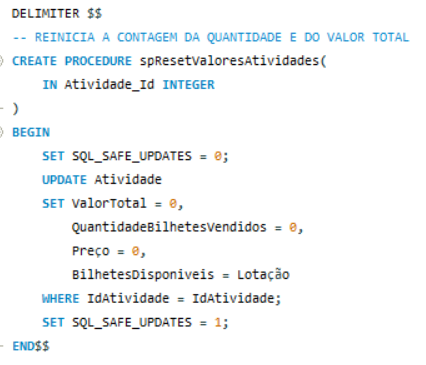 DELIMITER $$
-- REINICIA A CONTAGEM DA QUANTIDADE E DO VALOR TOTAL
CREATE PROCEDURE spResetValoresAtividades(
IN Atividade_Id INTEGER
)
BEGIN
SET SQL_SAFE_UPDATES = 0;
UPDATE Atividade
SET ValorTotal = 0,
QuantidadeBilhetesVendidos = 0,
Preço = 0,
BilhetesDisponiveis = Lotação
WHERE IdAtividade = IdAtividade;
SET SQL_SAFE_UPDATES = 1;
END$$